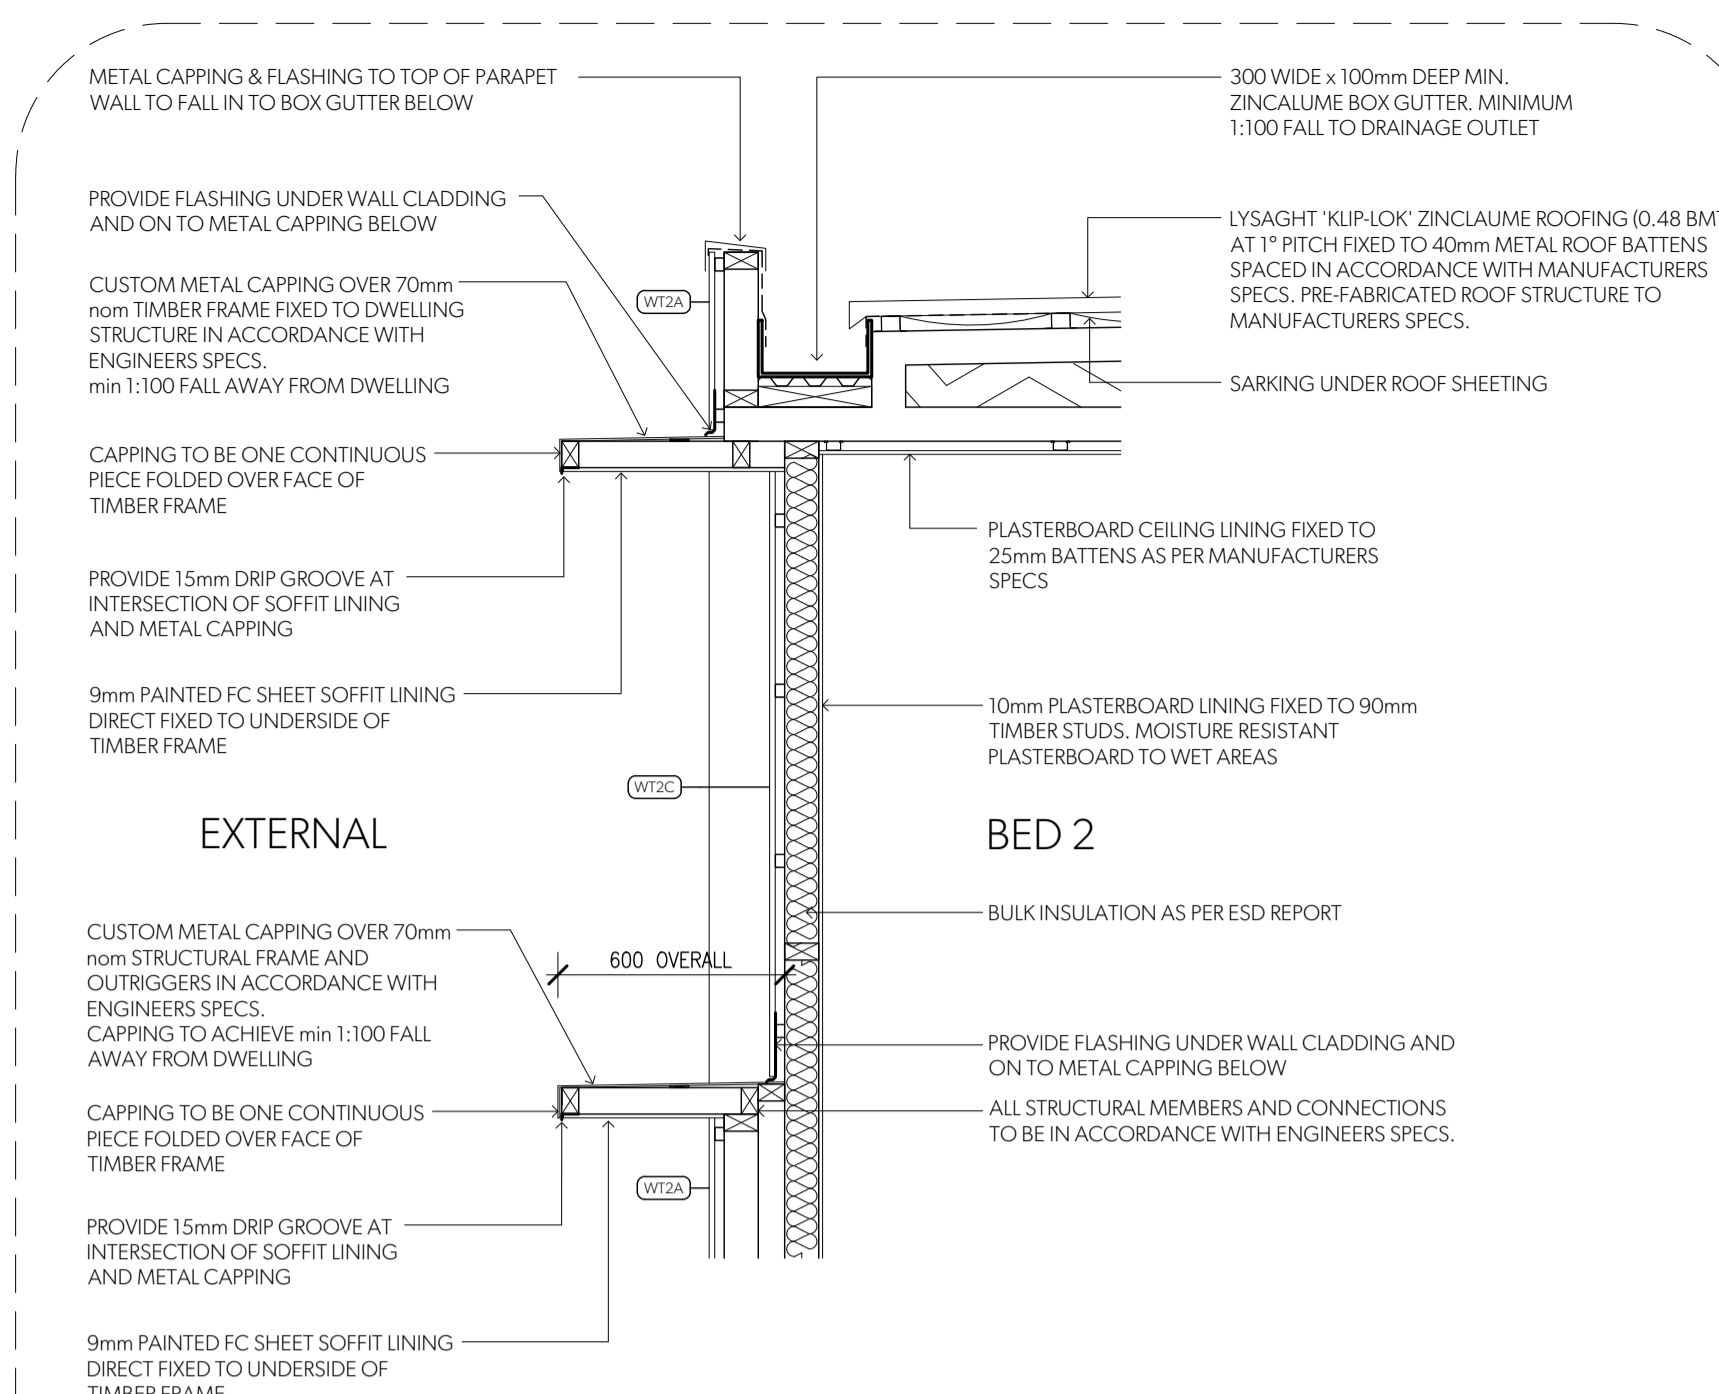 METAL CAPPING & FLASHING TO TOP OF PARAPET
WALL TO FALL IN TO BOX GUTTER BELOW
300 WIDE x 100mm DEEP MIN.
ZINCALUME BOX GUTTER. MINIMUM
1:100 FALL TO DRAINAGE OUTLET
PROVIDE FLASHING UNDER WALL CLADDING
AND ON TO METAL CAPPING BELOW
LYSAGHT 'KLIP-LOK' ZINCLAUME ROOFING (0.48 BMT
AT 1° PITCH FIXED TO 40mm METAL ROOF BATTENS
SPACED IN ACCORDANCE WITH MANUFACTURERS
SPECS. PRE-FABRICATED ROOF STRUCTURE TO
MANUFACTURERS SPECS.
CUSTOM METAL CAPPING OVER 70mm
nom TIMBER FRAME FIXED TO DWELLING
STRUCTURE IN ACCORDANCE WITH
ENGINEERS SPECS.
min 1:100 FALL AWAY FROM DWELLING
WT2A
SARKING UNDER ROOF SHEETING
CAPPING TO BE ONE CONTINUOUS
PIECE FOLDED OVER FACE OF
TIMBER FRAME
PLASTERBOARD CEILING LINING FIXED TO
25mm BATTENS AS PER MANUFACTURERS
SPECS
PROVIDE 15mm DRIP GROOVE AT
INTERSECTION OF SOFFIT LINING
AND METAL CAPPING
9mm PAINTED FC SHEET SOFFIT LINING
DIRECT FIXED TO UNDERSIDE OF
TIMBER FRAME
10mm PLASTERBOARD LINING FIXED TO 90mm
TIMBER STUDS. MOISTURE RESISTANT
PLASTERBOARD TO WET AREAS
WT2C
EXTERNAL
BED 2
BULK INSULATION AS PER ESD REPORT
CUSTOM METAL CAPPING OVER 70mm
nom STRUCTURAL FRAME AND
OUTRIGGERS IN ACCORDANCE WITH
ENGINEERS SPECS.
CAPPING TO ACHIEVE min 1:100 FALL
AWAY FROM DWELLING
600 OVERALL
PROVIDE FLASHING UNDER WALL CLADDING AND
ON TO METAL CAPPING BELOW
CAPPING TO BE ONE CONTINUOUS
PIECE FOLDED OVER FACE OF
TIMBER FRAME
ALL STRUCTURAL MEMBERS AND CONNECTIONS
TO BE IN ACCORDANCE WITH ENGINEERS SPECS.
WT2A
PROVIDE 15mm DRIP GROOVE AT
INTERSECTION OF SOFFIT LINING
AND METAL CAPPING
9mm PAINTED FC SHEET SOFFIT LINING
DIRECT FIXED TO UNDERSIDE OF
TIMBER FRAME